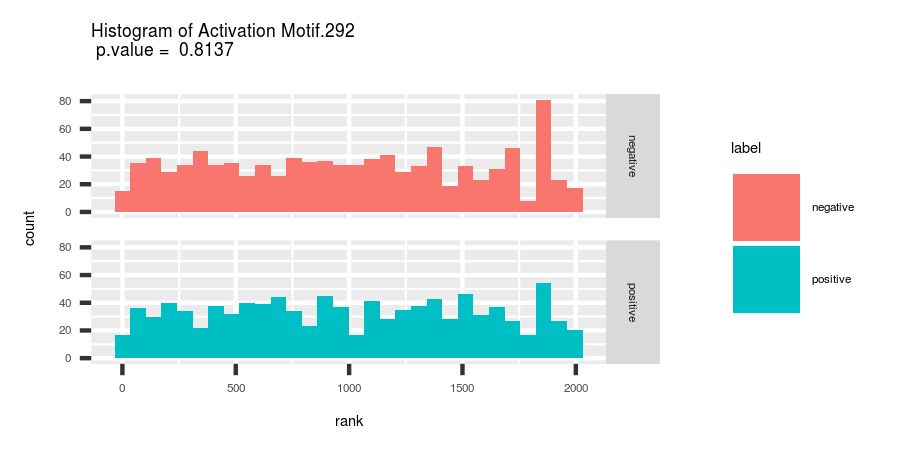 Histogram of Activation Motif.292
p.value =  0.8137
count
80
60
40
20
0
negative
80
60
40
20
0
positive
0
500
1000
1500
2000
rank
label
negative
positive